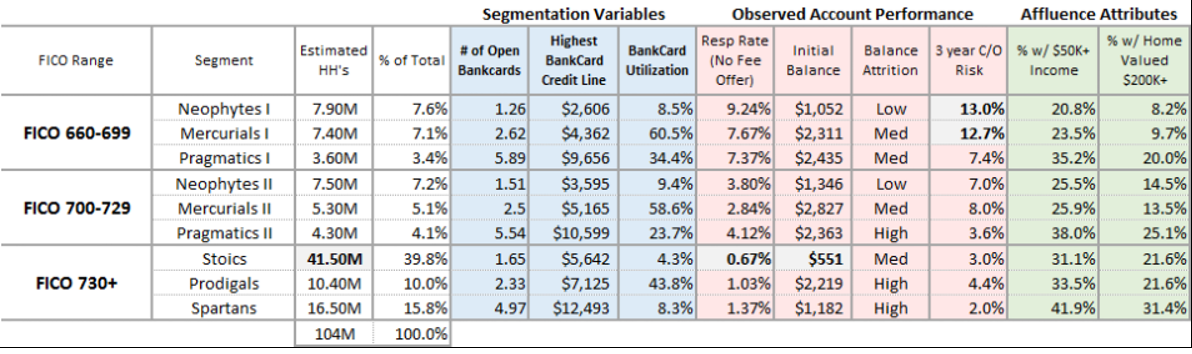 Segmentation Variables Observed Account Performance Affluence Attributes
FICO Range Segment Estimated HH's % of Total # of Open Bankcards Highest BankCard Credit Line BankCard Utilization Resp Rate (No Fee Offer) Initial Balance Balance Attrition 3 year C/O Risk % w/ $50K+ Income % w/ Home Valued $200K+
Neophytes I 7.90M 7.6% 1.26 $2,606 8.5% 9.24% $1,052 Low 13.0% 20.8% 8.2%
FICO 660-699 Mercurials I 7.40M 7.1% 2.62 $4,362 60.5% 7.67% $2,311 Med 12.7% 23.5% 9.7%
Pragmatics I 3.60M 3.4% 5.89 $9,656 34.4% 7.37% $2,435 Med 7.4% 35.2% 20.0%
Neophytes II 7.50M 7.2% 1.51 $3,595 9.4% 3.80% $1,346 Low 7.0% 25.5% 14.5%
FICO 700-729 Mercurials II 5.30M 5.1% 2.5 $5,165 58.6% 2.84% $2,827 Med 8.0% 25.9% 13.5%
Pragmatics II 4.30M 4.1% 5.54 $10,599 23.7% 4.12% $2,363 High 3.6% 38.0% 25.1%
Stoics 41.50M 39.8% 1.65 $5,642 4.3% 0.67% $551 Med 3.0% 31.1% 21.6%
FICO 730+ Prodigals 10.40M 10.0% 2.33 $7,125 43.8% 1.03% $2,219 High 4.4% 33.5% 21.6%
Spartans 16.50M 15.8% 4.97 $12,493 8.3% 1.37% $1,182 High 2.0% 41.9% 31.4%
104M 100.0%